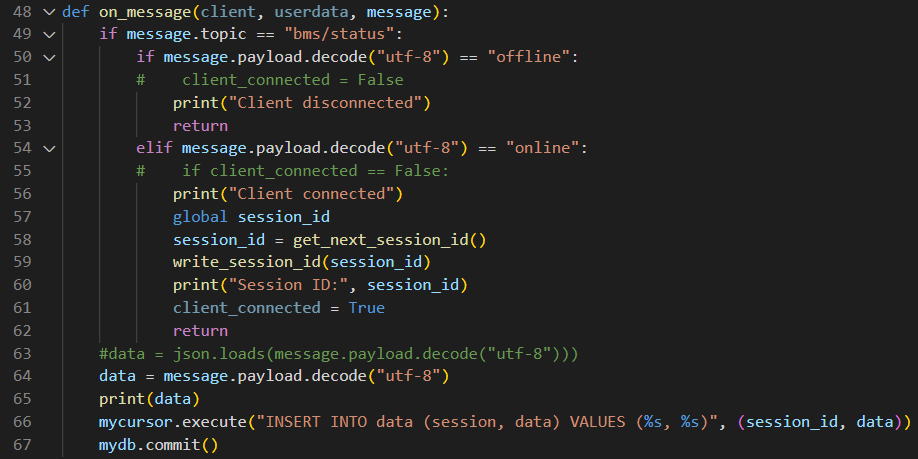 48 def on_message(client, userdata, message):
49     if message.topic == "bms/status":
50         if message.payload.decode("utf-8") == "offline":
51         #    client_connected = False
52             print("Client disconnected")
53             return
54         elif message.payload.decode("utf-8") == "online":
55         #    if client_connected == False:
56             print("Client connected")
57             global session_id
58             session_id = get_next_session_id()
59             write_session_id(session_id)
60             print("Session ID:", session_id)
61             client_connected = True
62             return
63     #data = json.loads(message.payload.decode("utf-8")))
64     data = message.payload.decode("utf-8")
65     print(data)
66     mycursor.execute("INSERT INTO data (session, data) VALUES (%s, %s)", (session_id, data))
67     mydb.commit()